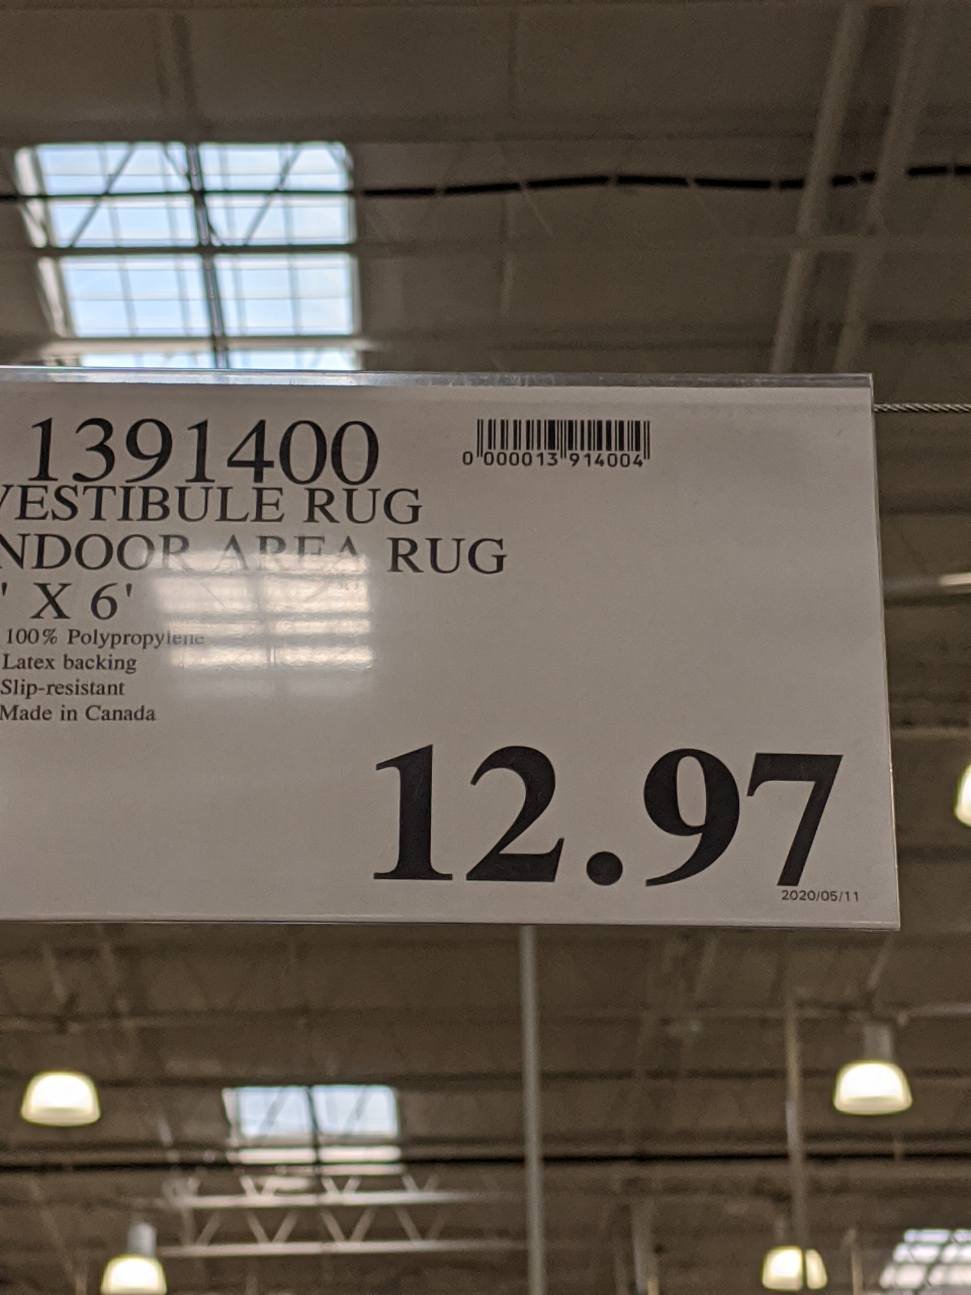 1391400
0 000013 914004
VESTIBULE RUG
NDOOR AREA RUG
' X 6'
100% Polypropylene
Latex backing
Slip-resistant
Made in Canada
12.97
2020/05/11